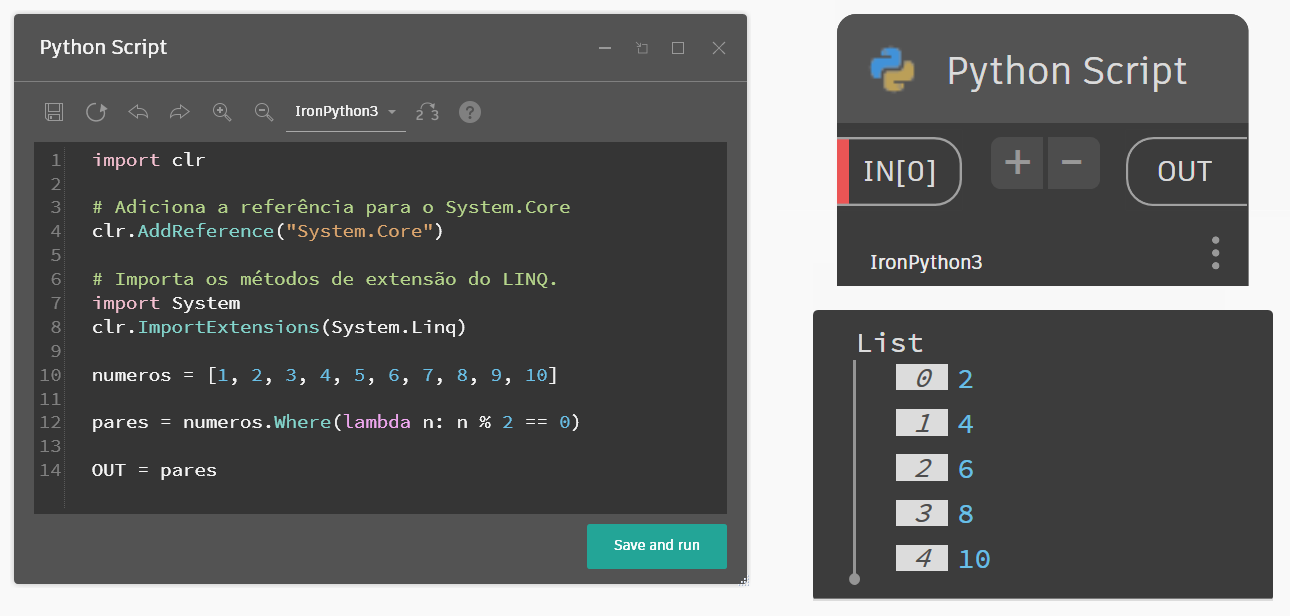 Python Script
IronPython3
2 3
?
1 import clr
2
3 # Adiciona a referência para o System.Core
4 clr.AddReference("System.Core")
5
6 # Importa os métodos de extensão do LINQ.
7 import System
8 clr.ImportExtensions(System.Linq)
9
10 numeros = [1, 2, 3, 4, 5, 6, 7, 8, 9, 10]
11
12 pares = numeros.Where(lambda n: n % 2 == 0)
13
14 OUT = pares
Save and run
Python Script
IN[0]
+
−
OUT
IronPython3
List
0 2
1 4
2 6
3 8
4 10